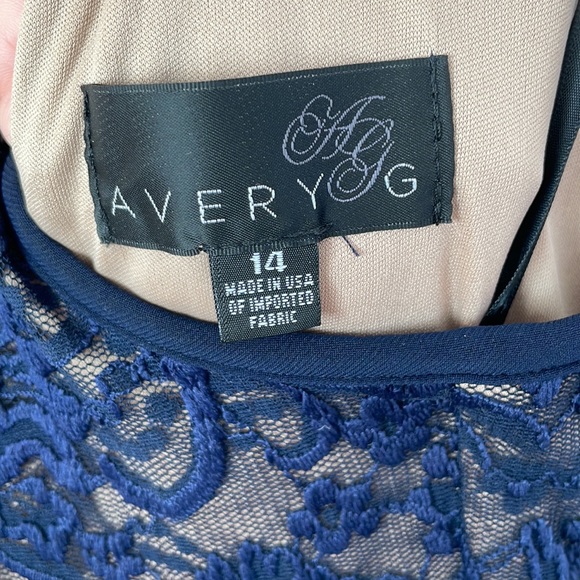 AG
AVERY G
14
MADE IN USA
OF IMPORTED
FABRIC